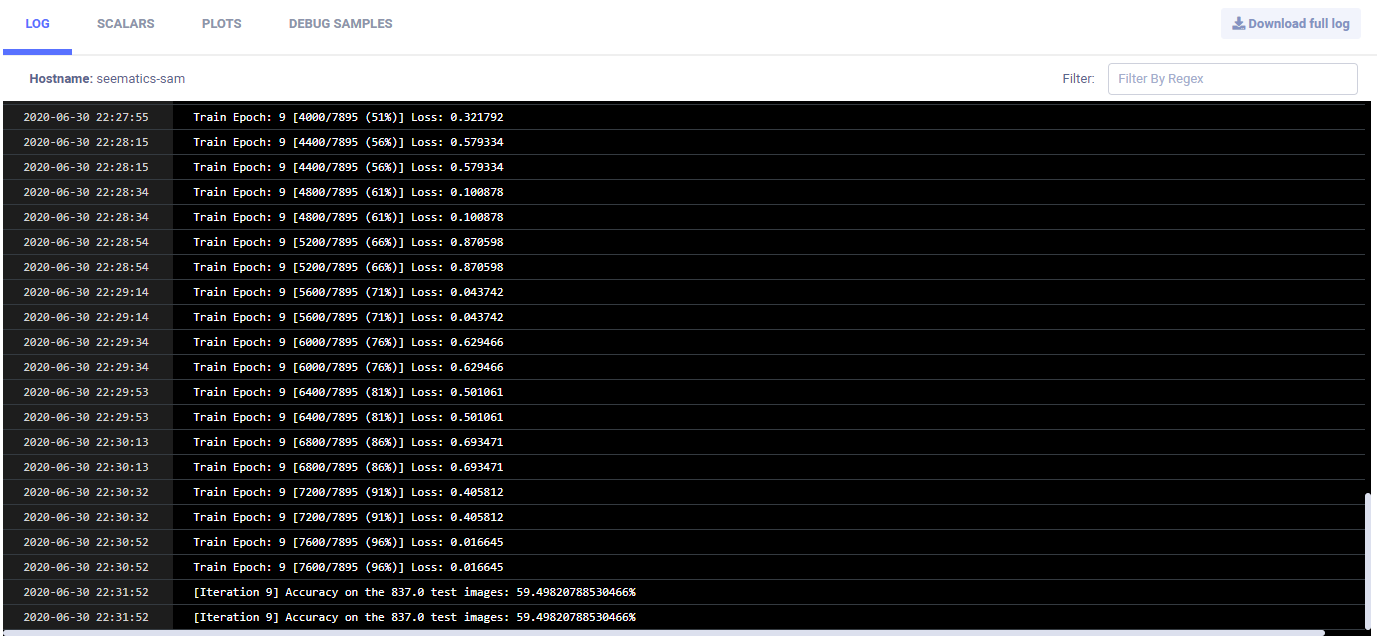 LOG SCALARS PLOTS DEBUG SAMPLES Download full log
Hostname: seematics-sam Filter: Filter By Regex
2020-06-30 22:27:55 Train Epoch: 9 [4000/7895 (51%)] Loss: 0.321792
2020-06-30 22:28:15 Train Epoch: 9 [4400/7895 (56%)] Loss: 0.579334
2020-06-30 22:28:15 Train Epoch: 9 [4400/7895 (56%)] Loss: 0.579334
2020-06-30 22:28:34 Train Epoch: 9 [4800/7895 (61%)] Loss: 0.100878
2020-06-30 22:28:34 Train Epoch: 9 [4800/7895 (61%)] Loss: 0.100878
2020-06-30 22:28:54 Train Epoch: 9 [5200/7895 (66%)] Loss: 0.870598
2020-06-30 22:28:54 Train Epoch: 9 [5200/7895 (66%)] Loss: 0.870598
2020-06-30 22:29:14 Train Epoch: 9 [5600/7895 (71%)] Loss: 0.043742
2020-06-30 22:29:14 Train Epoch: 9 [5600/7895 (71%)] Loss: 0.043742
2020-06-30 22:29:34 Train Epoch: 9 [6000/7895 (76%)] Loss: 0.629466
2020-06-30 22:29:34 Train Epoch: 9 [6000/7895 (76%)] Loss: 0.629466
2020-06-30 22:29:53 Train Epoch: 9 [6400/7895 (81%)] Loss: 0.501061
2020-06-30 22:29:53 Train Epoch: 9 [6400/7895 (81%)] Loss: 0.501061
2020-06-30 22:30:13 Train Epoch: 9 [6800/7895 (86%)] Loss: 0.693471
2020-06-30 22:30:13 Train Epoch: 9 [6800/7895 (86%)] Loss: 0.693471
2020-06-30 22:30:32 Train Epoch: 9 [7200/7895 (91%)] Loss: 0.405812
2020-06-30 22:30:32 Train Epoch: 9 [7200/7895 (91%)] Loss: 0.405812
2020-06-30 22:30:52 Train Epoch: 9 [7600/7895 (96%)] Loss: 0.016645
2020-06-30 22:30:52 Train Epoch: 9 [7600/7895 (96%)] Loss: 0.016645
2020-06-30 22:31:52 [Iteration 9] Accuracy on the 837.0 test images: 59.49820788530466%
2020-06-30 22:31:52 [Iteration 9] Accuracy on the 837.0 test images: 59.49820788530466%